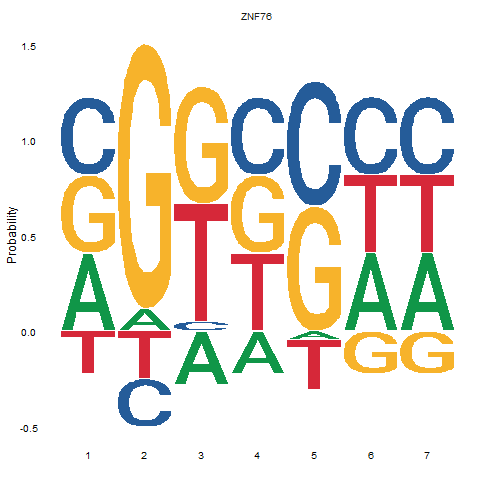 ZNF76
1.5
1.0
0.5
0.0
-0.5
Probability
C G G C C C C
G A T G G T T
A T C T A A A
T C A A T G G
1 2 3 4 5 6 7